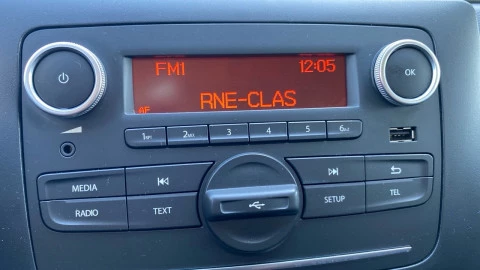 FM1 12:05
AF RNE-CLAS
OK
1 2 3 4 5 6
MEDIA
RADIO TEXT SETUP TEL